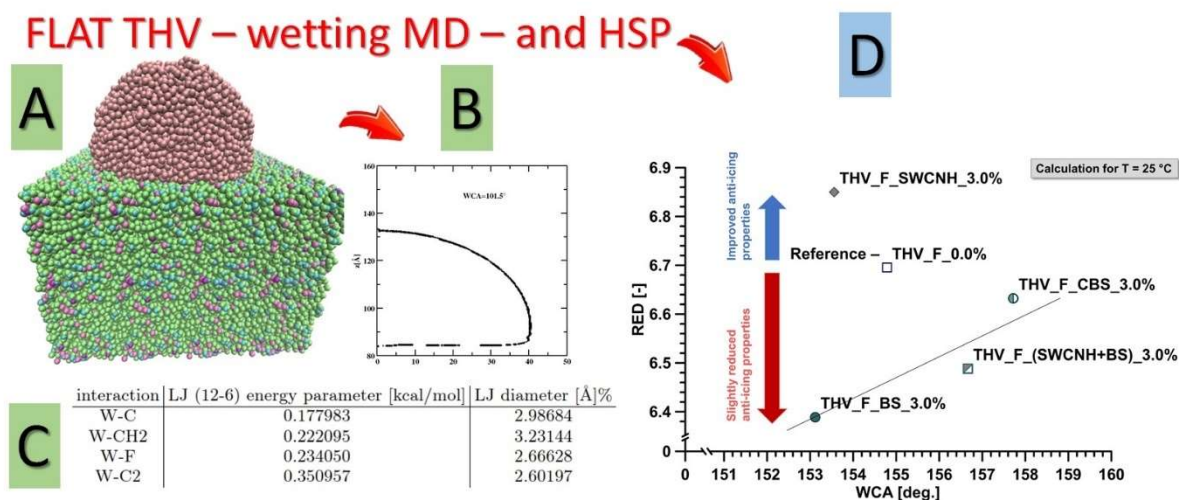 FLAT THV – wetting MD – and HSP
A
B
160
140
120
100
80
z[Å]
WCA=101.5°
0
10
20
30
40
50
C
interaction LJ (12-6) energy parameter [kcal/mol] LJ diameter [Å]%
W-C 0.177983 2.98684
W-CH2 0.222095 3.23144
W-F 0.234050 2.66628
W-C2 0.350957 2.60197
D
Calculation for T = 25 °C
RED [-]
6.9
6.8
6.7
6.6
6.5
6.4
0
Improved anti-icing
properties
Slightly reduced
anti-icing properties
THV_F_SWCNH_3.0%
Reference – THV_F_0.0%
THV_F_CBS_3.0%
THV_F_(SWCNH+BS)_3.0%
THV_F_BS_3.0%
0 151 152 153 154 155 156 157 158 159 160
WCA [deg.]